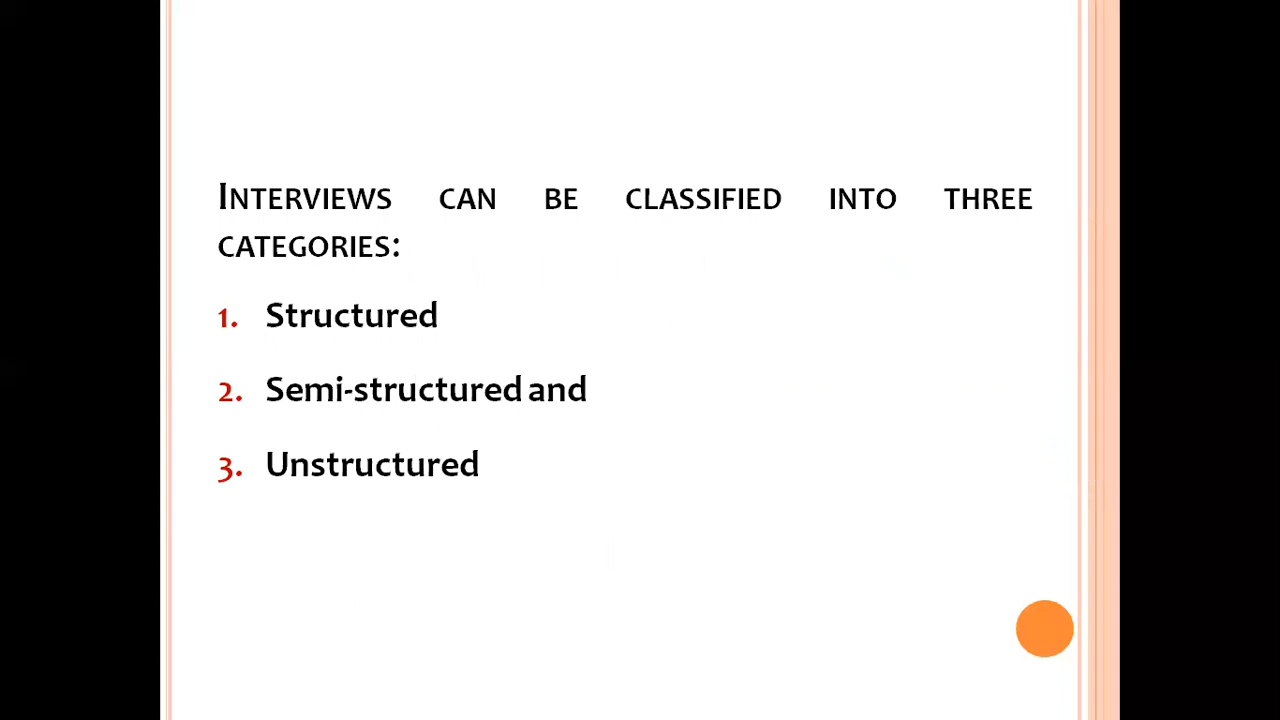 INTERVIEWS CAN BE CLASSIFIED INTO THREE
CATEGORIES:
1. Structured
2. Semi-structured and
3. Unstructured